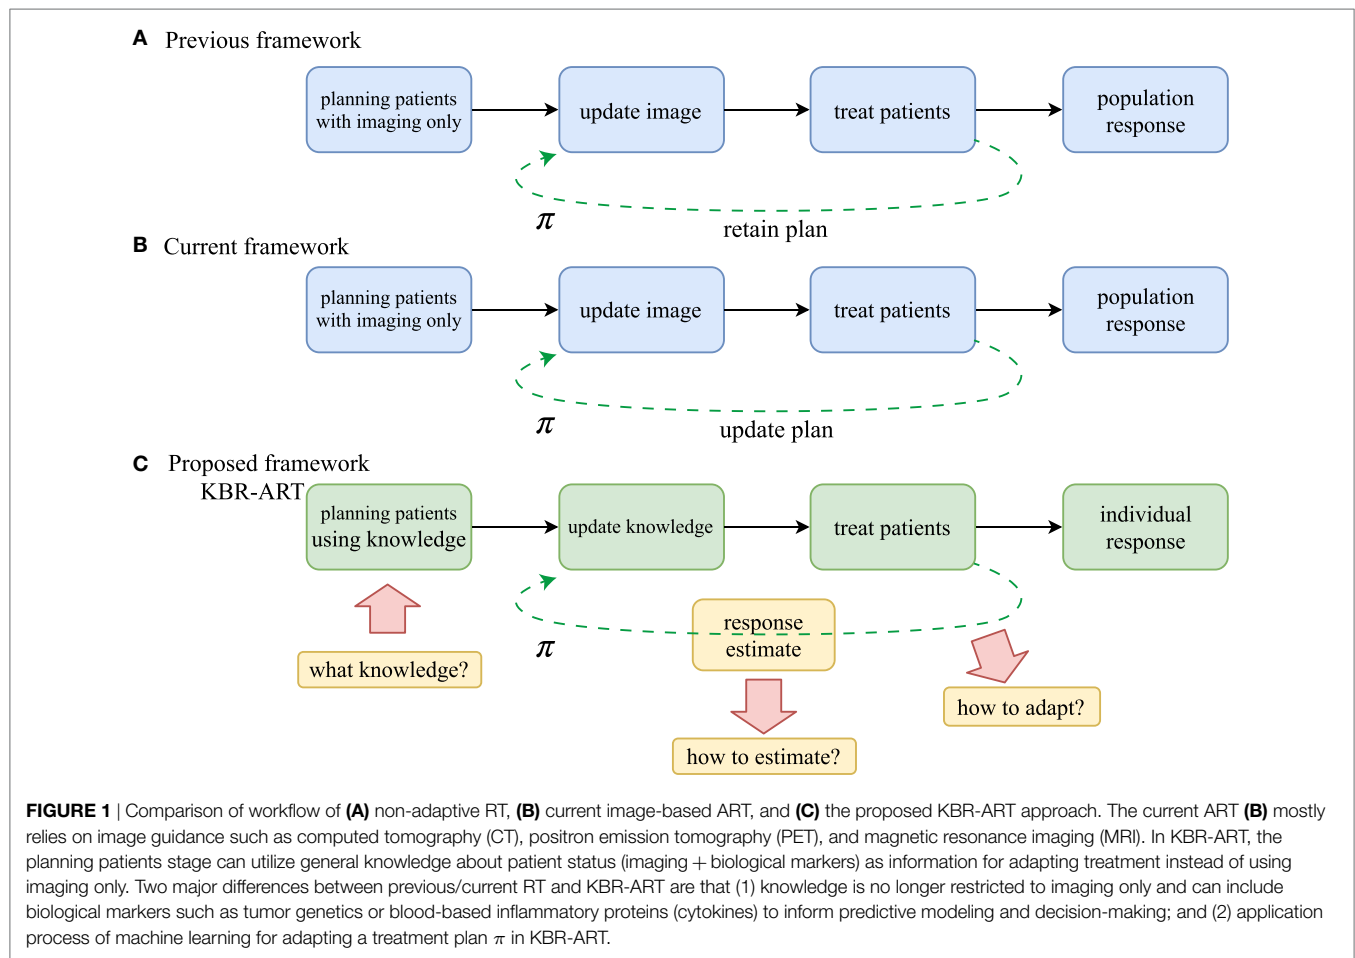 A Previous framework
planning patients
with imaging only
update image
treat patients
population
response
π
retain plan
B Current framework
planning patients
with imaging only
update image
treat patients
population
response
π
update plan
C Proposed framework
KBR-ART
planning patients
using knowledge
update knowledge
treat patients
individual
response
response
estimate
π
what knowledge?
how to adapt?
how to estimate?
FIGURE 1 | Comparison of workflow of (A) non-adaptive RT, (B) current image-based ART, and (C) the proposed KBR-ART approach. The current ART (B) mostly
relies on image guidance such as computed tomography (CT), positron emission tomography (PET), and magnetic resonance imaging (MRI). In KBR-ART, the
planning patients stage can utilize general knowledge about patient status (imaging + biological markers) as information for adapting treatment instead of using
imaging only. Two major differences between previous/current RT and KBR-ART are that (1) knowledge is no longer restricted to imaging only and can include
biological markers such as tumor genetics or blood-based inflammatory proteins (cytokines) to inform predictive modeling and decision-making; and (2) application
process of machine learning for adapting a treatment plan π in KBR-ART.